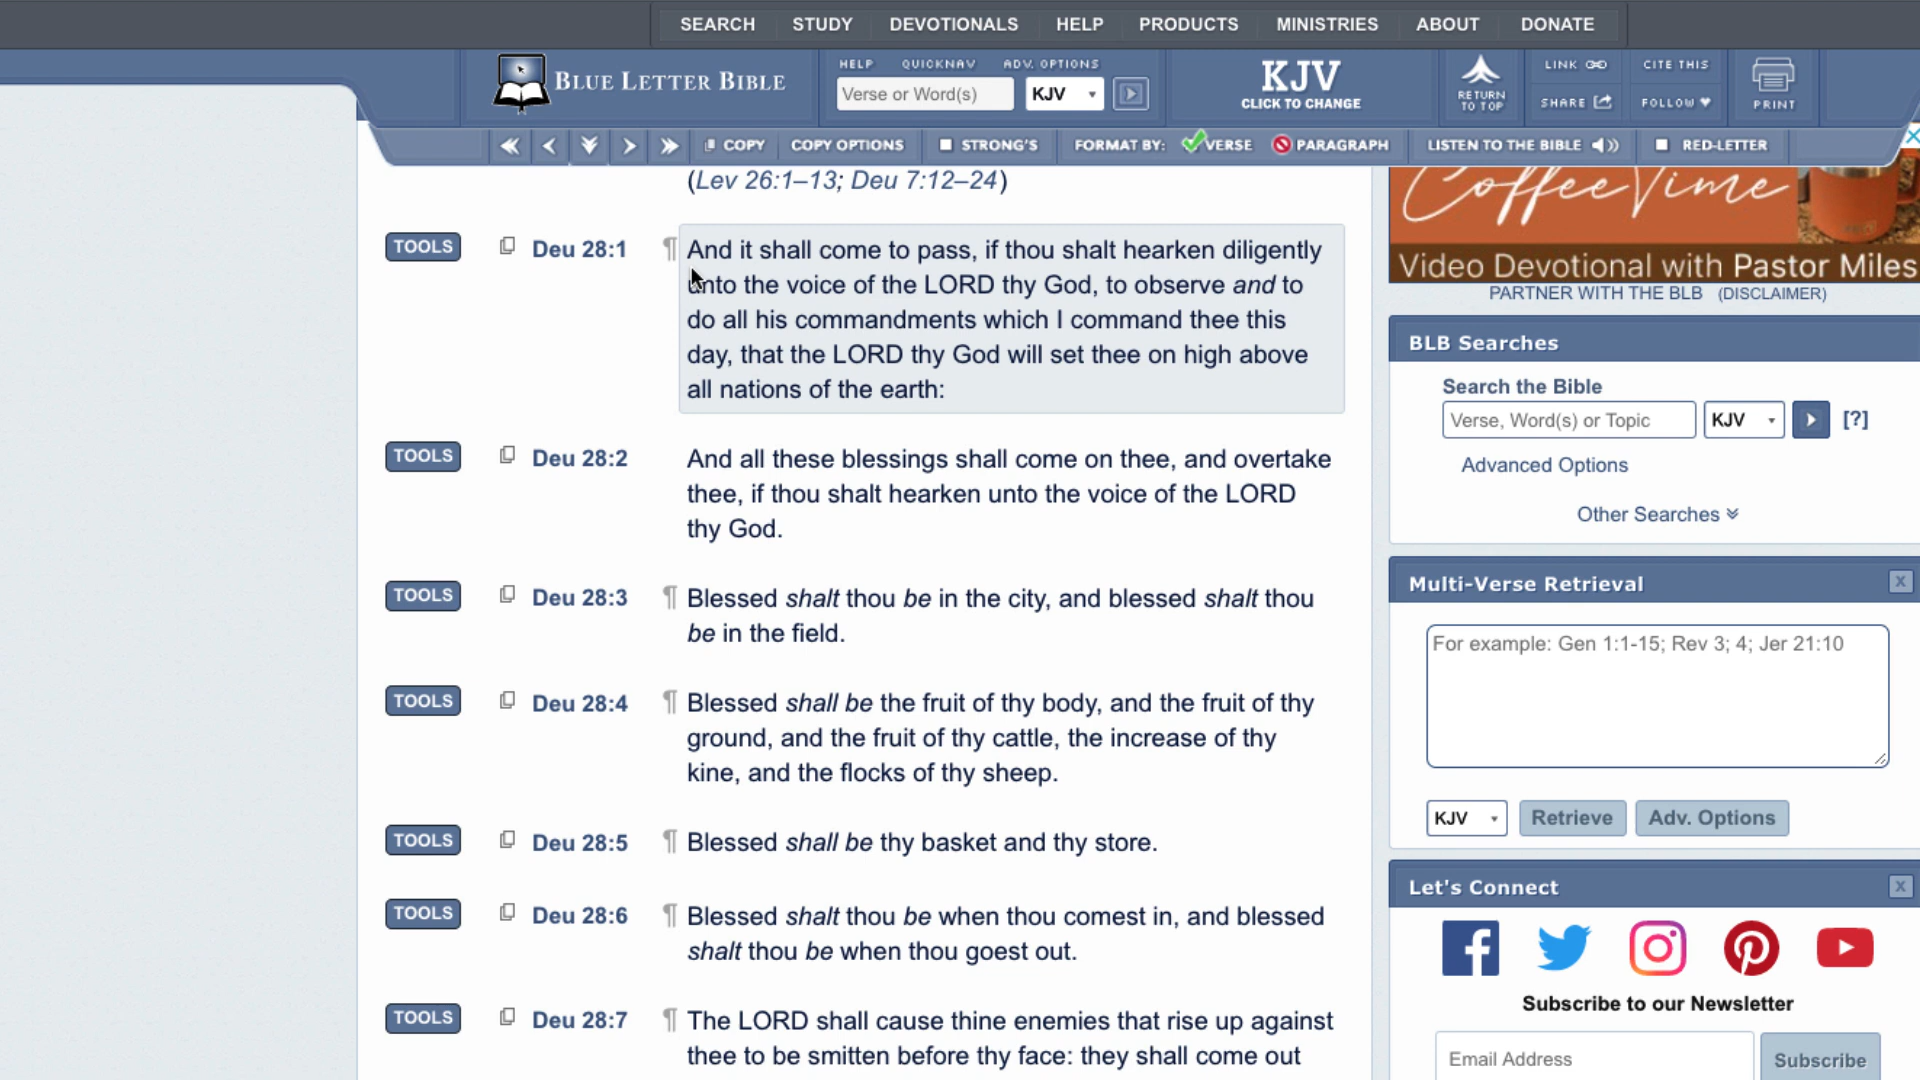 SEARCH STUDY DEVOTIONALS HELP PRODUCTS MINISTRIES ABOUT DONATE
BLUE LETTER BIBLE
HELP QUICKNAV ADV. OPTIONS
Verse or Word(s) KJV
KJV
CLICK TO CHANGE
RETURN
TO TOP
LINK
SHARE
CITE THIS
FOLLOW
PRINT
COPY COPY OPTIONS STRONG'S FORMAT BY: VERSE PARAGRAPH LISTEN TO THE BIBLE RED-LETTER
(Lev 26:1–13; Deu 7:12–24)
TOOLS Deu 28:1 ¶ And it shall come to pass, if thou shalt hearken diligently
unto the voice of the LORD thy God, to observe and to
do all his commandments which I command thee this
day, that the LORD thy God will set thee on high above
all nations of the earth:
TOOLS Deu 28:2 And all these blessings shall come on thee, and overtake
thee, if thou shalt hearken unto the voice of the LORD
thy God.
TOOLS Deu 28:3 ¶ Blessed shalt thou be in the city, and blessed shalt thou
be in the field.
TOOLS Deu 28:4 ¶ Blessed shall be the fruit of thy body, and the fruit of thy
ground, and the fruit of thy cattle, the increase of thy
kine, and the flocks of thy sheep.
TOOLS Deu 28:5 ¶ Blessed shall be thy basket and thy store.
TOOLS Deu 28:6 ¶ Blessed shalt thou be when thou comest in, and blessed
shalt thou be when thou goest out.
TOOLS Deu 28:7 ¶ The LORD shall cause thine enemies that rise up against
thee to be smitten before thy face: they shall come out
CoffeeTime
Video Devotional with Pastor Miles
PARTNER WITH THE BLB (DISCLAIMER)
BLB Searches
Search the Bible
Verse, Word(s) or Topic KJV [?]
Advanced Options
Other Searches
Multi-Verse Retrieval X
For example: Gen 1:1-15; Rev 3; 4; Jer 21:10
KJV Retrieve Adv. Options
Let's Connect X
Subscribe to our Newsletter
Email Address Subscribe